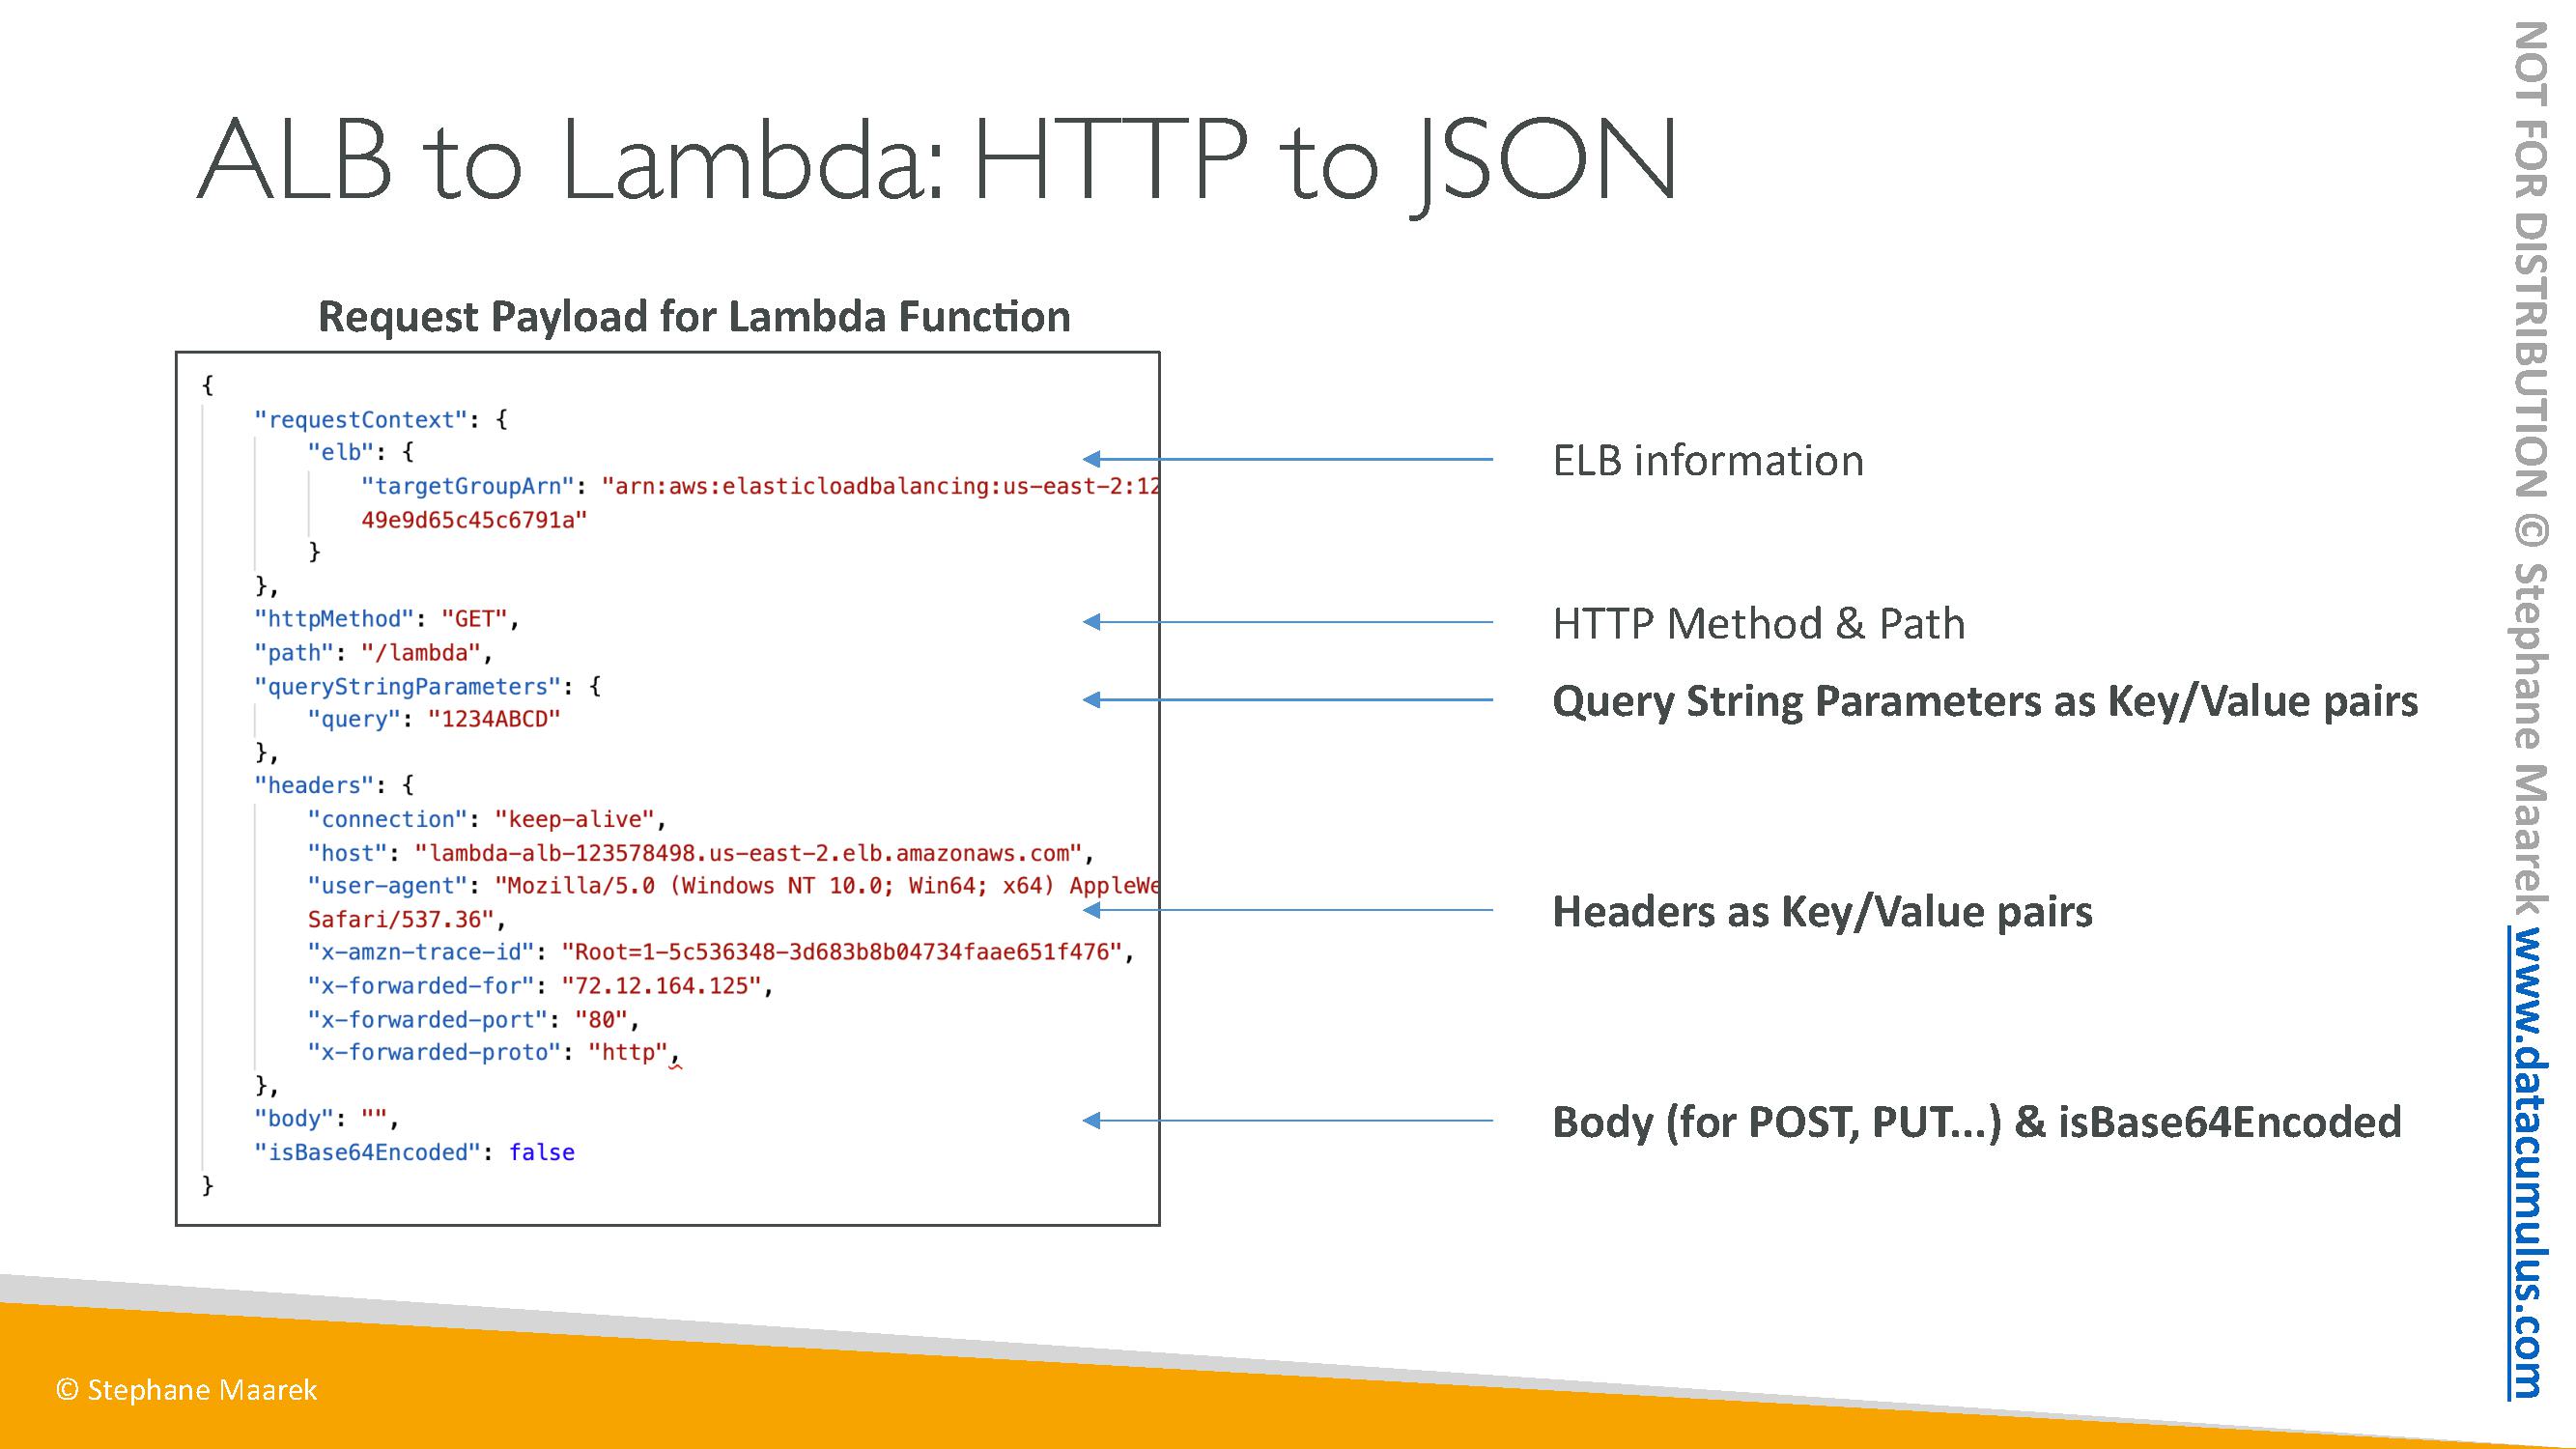 ALB to Lambda: HTTP to JSON
Request Payload for Lambda Function
{
"requestContext": {
"elb": {
"targetGroupArn": "arn:aws:elasticloadbalancing:us-east-2:12
49e9d65c45c6791a"
}
},
"httpMethod": "GET",
"path": "/lambda",
"queryStringParameters": {
"query": "1234ABCD"
},
"headers": {
"connection": "keep-alive",
"host": "lambda-alb-123578498.us-east-2.elb.amazonaws.com",
"user-agent": "Mozilla/5.0 (Windows NT 10.0; Win64; x64) AppleWe
Safari/537.36",
"x-amzn-trace-id": "Root=1-5c536348-3d683b8b04734faae651f476",
"x-forwarded-for": "72.12.164.125",
"x-forwarded-port": "80",
"x-forwarded-proto": "http",
},
"body": "",
"isBase64Encoded": false
}
ELB information
HTTP Method & Path
Query String Parameters as Key/Value pairs
Headers as Key/Value pairs
Body (for POST, PUT...) & isBase64Encoded
© Stephane Maarek
NOT FOR DISTRIBUTION © Stephane Maarek www.datacumulus.com